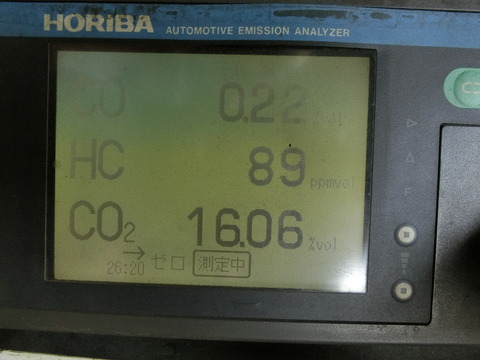 HORIBA AUTOMOTIVE EMISSION ANALYZER
CO 0.22 %vol
HC 89 ppmvol
CO2 16.06 %vol
26:20 → ゼロ 測定中
F